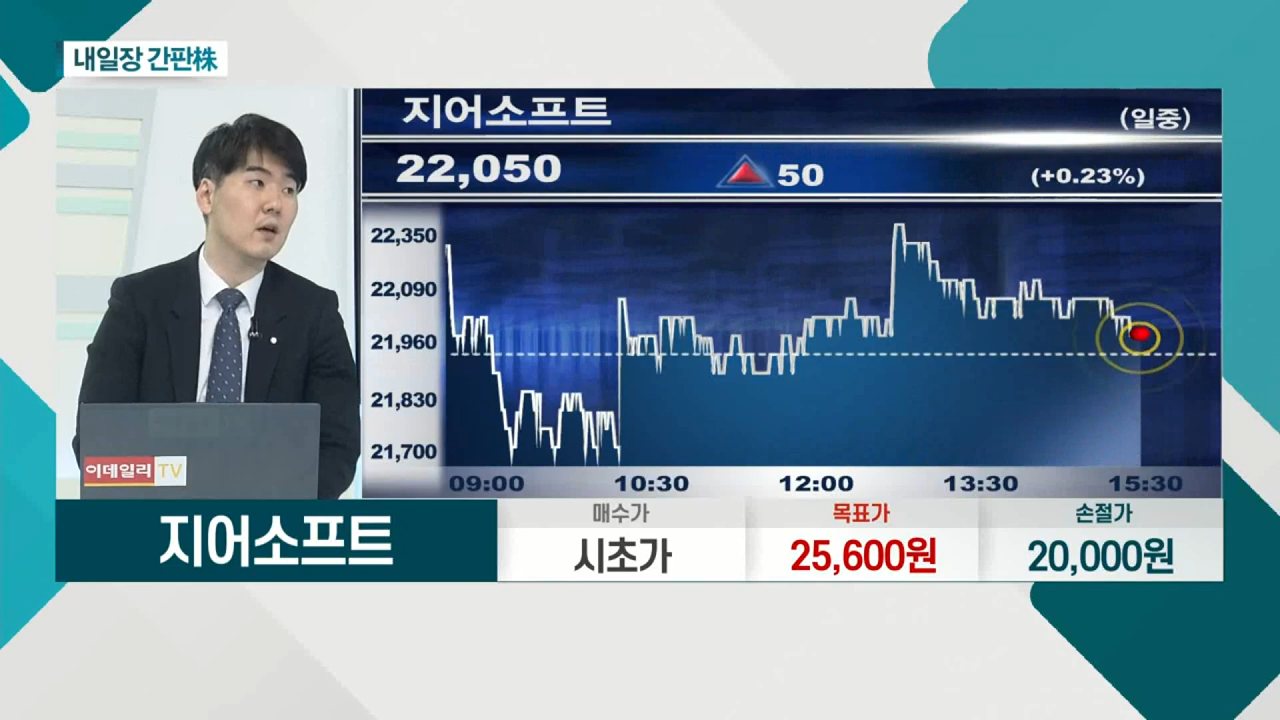 내일장 간판株
지어소프트
(일중)
22,050
▲50
(+0.23%)
22,350
22,090
21,960
21,830
21,700
09:00 10:30 12:00 13:30 15:30
이데일리TV
지어소프트
매수가
시초가
목표가
25,600원
손절가
20,000원